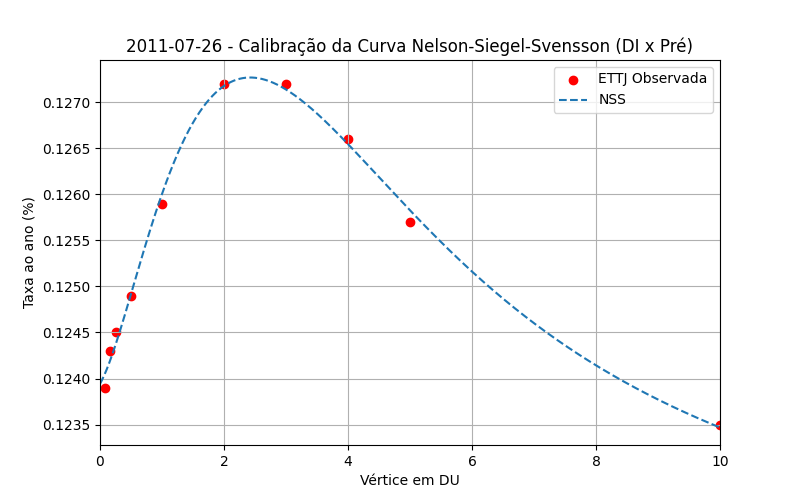 2011-07-26 - Calibração da Curva Nelson-Siegel-Svensson (DI x Pré)
ETTJ Observada
NSS
Taxa ao ano (%)
0.1270
0.1265
0.1260
0.1255
0.1250
0.1245
0.1240
0.1235
0 2 4 6 8 10
Vértice em DU